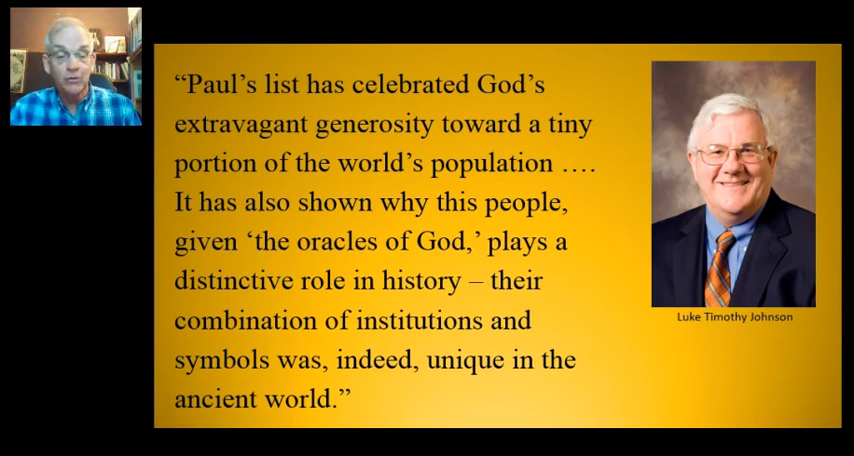 “Paul’s list has celebrated God’s
extravagant generosity toward a tiny
portion of the world’s population ….
It has also shown why this people,
given ‘the oracles of God,’ plays a
distinctive role in history – their
combination of institutions and
symbols was, indeed, unique in the
ancient world.”
Luke Timothy Johnson